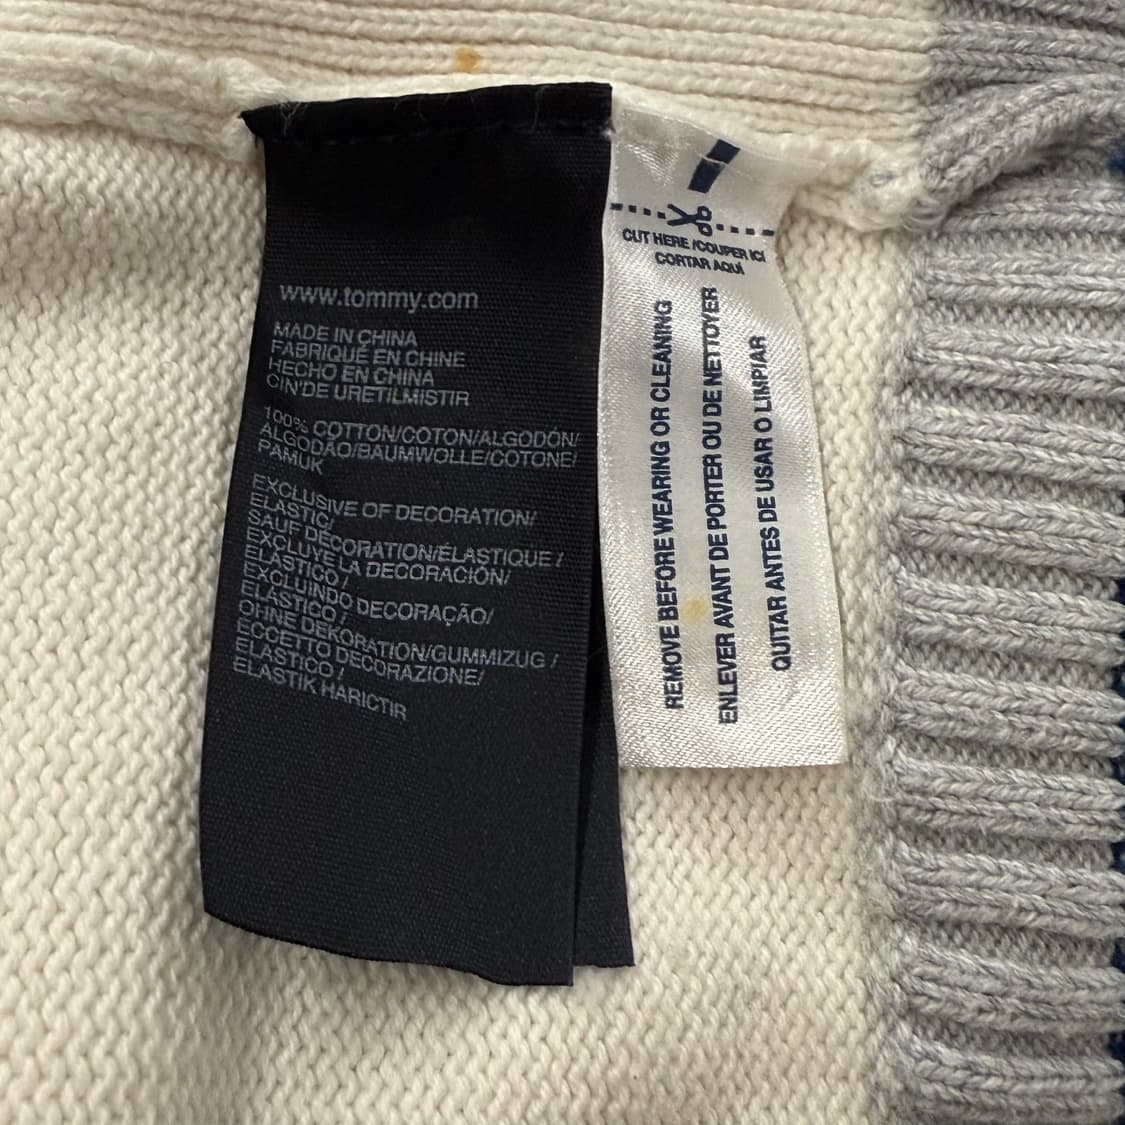 www.tommy.com
MADE IN CHINA
FABRIQUÉ EN CHINE
HECHO EN CHINA
CIN'DE URETILMISTIR
100% COTTON/COTON/ALGODÓN/
ALGODÃO/BAUMWOLLE/COTONE/
PAMUK
EXCLUSIVE OF DECORATION/
ELASTIC/
SAUF DÉCORATION/ÉLASTIQUE /
EXCLUYE LA DECORACIÓN/
ELÁSTICO /
EXCLUINDO DECORAÇÃO/
ELÁSTICO /
OHNE DEKORATION/GUMMIZUG /
ECCETTO DECORAZIONE/
ELASTICO /
ELASTIK HARICTIR
CUT HERE /COUPER ICI
CORTAR AQUÍ
REMOVE BEFORE WEARING OR CLEANING
ENLEVER AVANT DE PORTER OU DE NETTOYER
QUITAR ANTES DE USAR O LIMPIAR